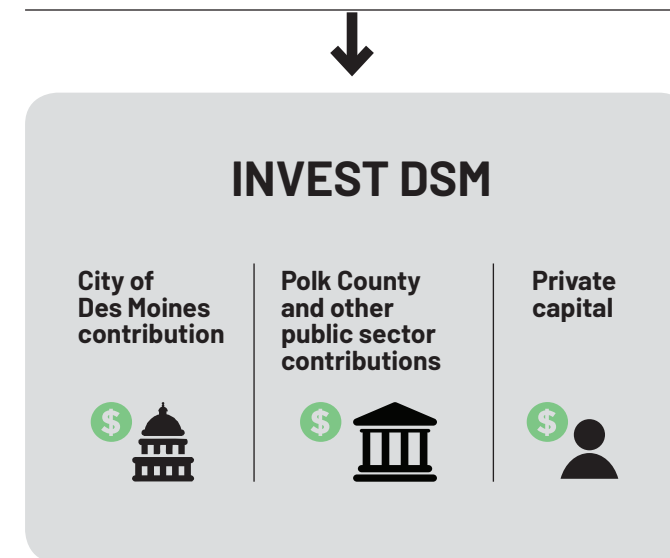 INVEST DSM
City of
Des Moines
contribution
Polk County
and other
public sector
contributions
Private
capital
$
$
$